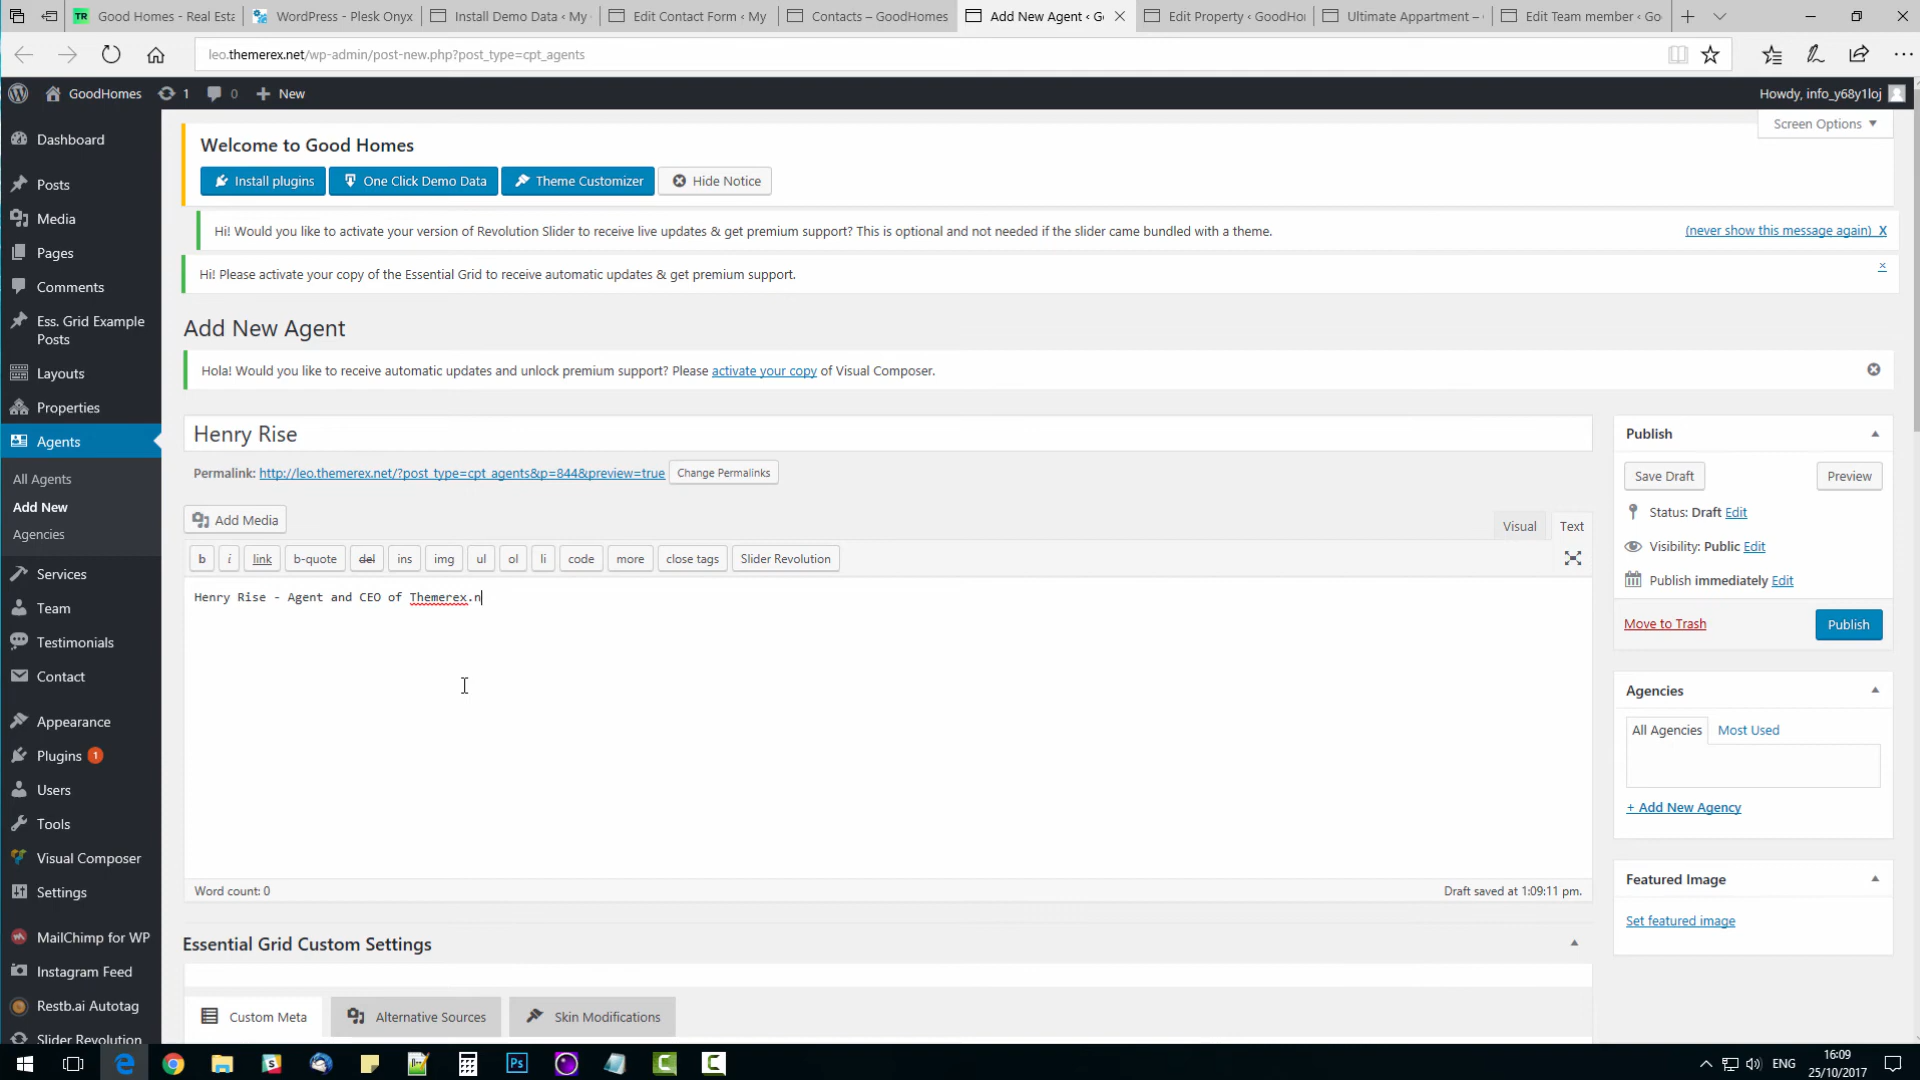 Good Homes - Real Esta
WordPress - Plesk Onyx
Install Demo Data ‹ My
Edit Contact Form ‹ My
Contacts – GoodHomes
Add New Agent ‹ G
Edit Property ‹ GoodHo
Ultimate Appartment –
Edit Team member ‹ Go
leo.themerex.net/wp-admin/post-new.php?post_type=cpt_agents
GoodHomes
1
0
New
Howdy, info_y68y1loj
Screen Options
Dashboard
Posts
Media
Pages
Comments
Ess. Grid Example
Posts
Layouts
Properties
Agents
All Agents
Add New
Agencies
Services
Team
Testimonials
Contact
Appearance
Plugins 1
Users
Tools
Visual Composer
Settings
MailChimp for WP
Instagram Feed
Restb.ai Autotag
Slider Revolution
Welcome to Good Homes
Install plugins
One Click Demo Data
Theme Customizer
Hide Notice
Hi! Would you like to activate your version of Revolution Slider to receive live updates & get premium support? This is optional and not needed if the slider came bundled with a theme.
(never show this message again) X
Hi! Please activate your copy of the Essential Grid to receive automatic updates & get premium support.
Add New Agent
Hola! Would you like to receive automatic updates and unlock premium support? Please activate your copy of Visual Composer.
Henry Rise
Permalink: http://leo.themerex.net/?post_type=cpt_agents&p=844&preview=true
Change Permalinks
Add Media
Visual
Text
b
i
link
b-quote
del
ins
img
ul
ol
li
code
more
close tags
Slider Revolution
Henry Rise - Agent and CEO of Themerex.n
Word count: 0
Draft saved at 1:09:11 pm.
Essential Grid Custom Settings
Custom Meta
Alternative Sources
Skin Modifications
Publish
Save Draft
Preview
Status: Draft Edit
Visibility: Public Edit
Publish immediately Edit
Move to Trash
Publish
Agencies
All Agencies
Most Used
+ Add New Agency
Featured Image
Set featured image
ENG
16:09
25/10/2017